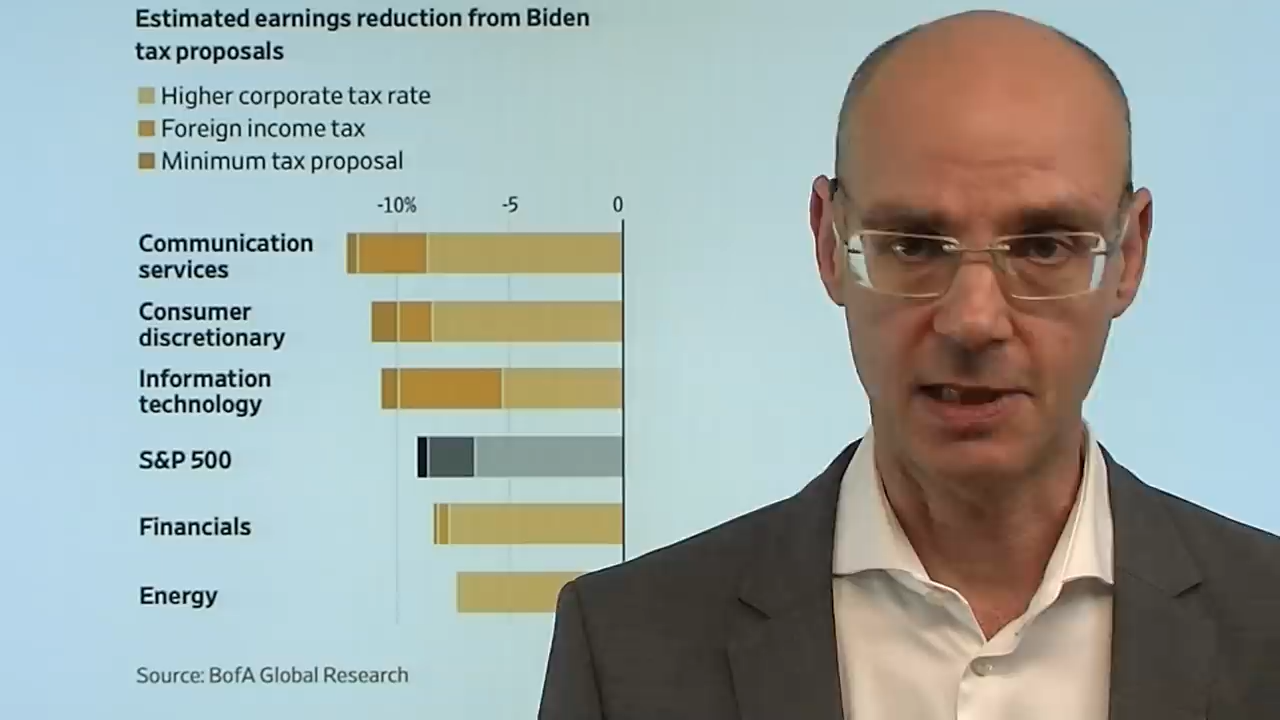 Estimated earnings reduction from Biden
tax proposals
Higher corporate tax rate
Foreign income tax
Minimum tax proposal
-10%
-5
0
Communication
services
Consumer
discretionary
Information
technology
S&P 500
Financials
Energy
Source: BofA Global Research